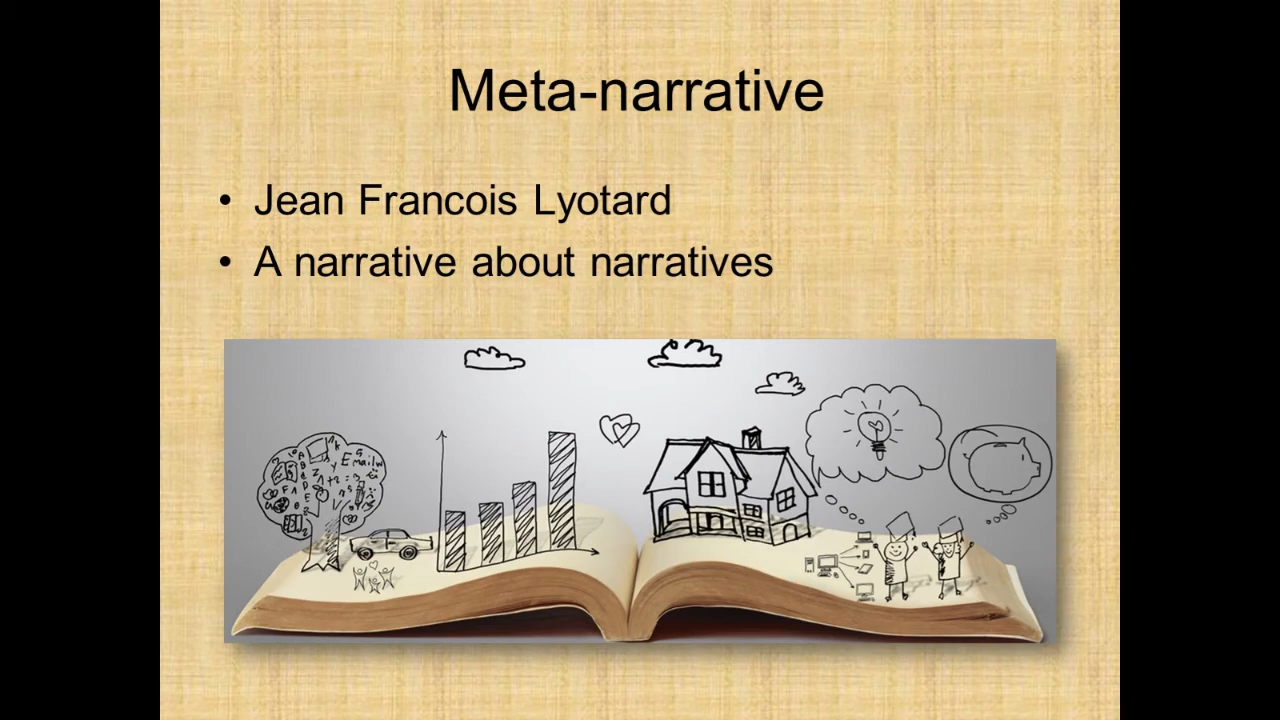 Meta-narrative
• Jean Francois Lyotard
• A narrative about narratives